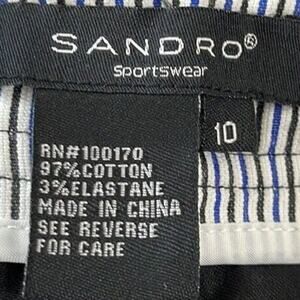 SANDRO®
Sportswear
10
RN#100170
97%COTTON
3%ELASTANE
MADE IN CHINA
SEE REVERSE
FOR CARE